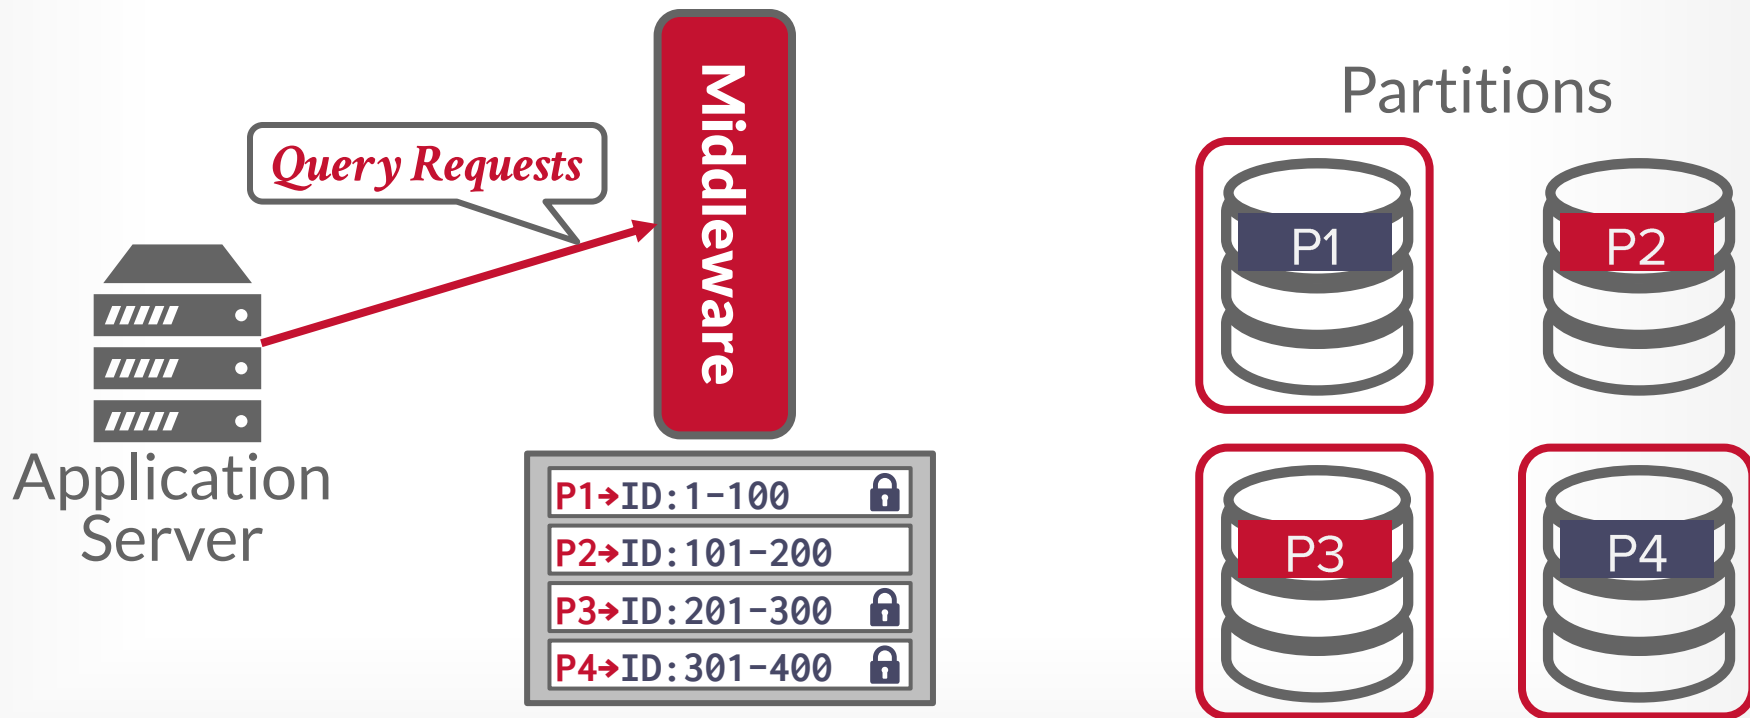 Middleware
Partitions
Query Requests
P1
P2
Application
Server
P1→ID:1-100
P2→ID:101-200
P3→ID:201-300
P4→ID:301-400
P3
P4